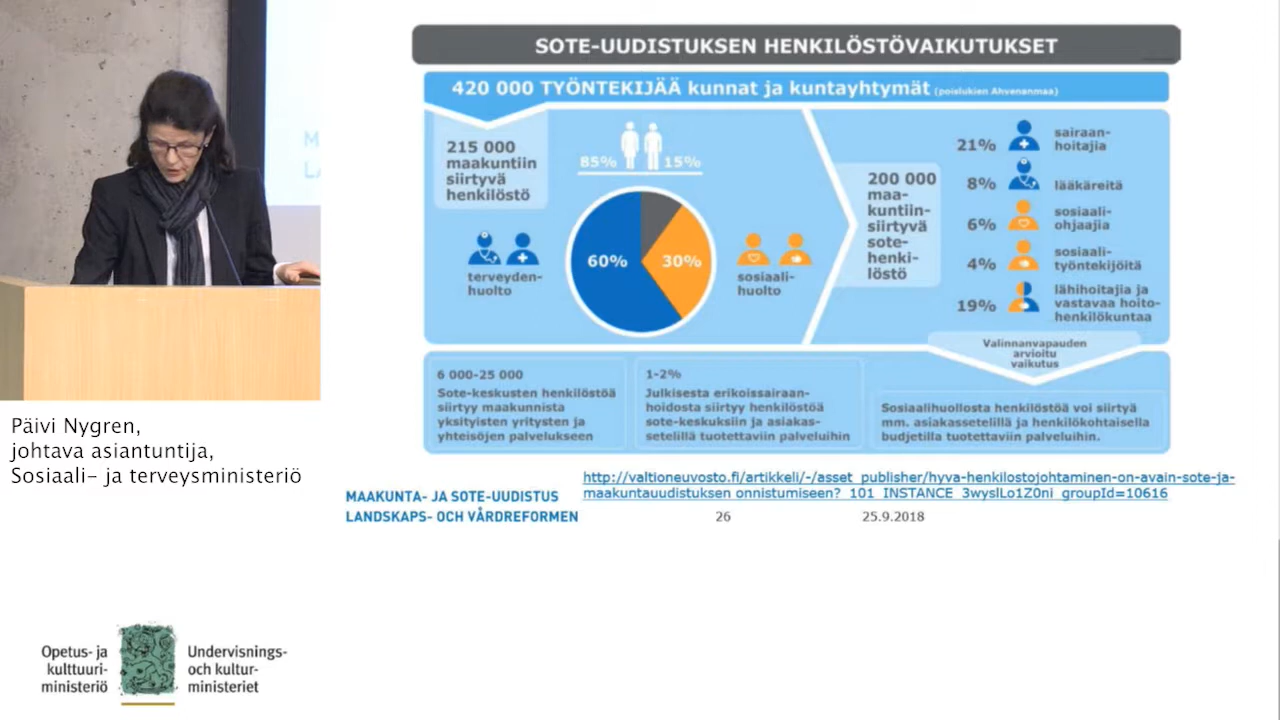 SOTE-UUDISTUKSEN HENKILÖSTÖVAIKUTUKSET
420 000 TYÖNTEKIJÄÄ kunnat ja kuntayhtymät (poislukien Ahvenanmaa)
215 000
maakuntiin
siirtyvä
henkilöstö
85%
15%
terveyden-
huolto
60%
30%
sosiaali-
huolto
200 000
maa-
kuntiin-
siirtyvä
sote-
henki-
löstö
21%
sairaan-
hoitajia
8%
lääkäreitä
6%
sosiaali-
ohjaajia
4%
sosiaali-
työntekijöitä
19%
lähihoitajia ja
vastavaa hoito-
henkilökuntaa
Valinnanvapauden
arvioitu
vaikutus
6 000-25 000
Sote-keskusten henkilöstöä
siirtyy maakunnista
yksityisten yritysten ja
yhteisöjen palvelukseen
1-2%
Julkisesta erikoissairaan-
hoidosta siirtyy henkilöstöä
sote-keskuksiin ja asiakas-
setelillä tuotettaviin palveluihin
Sosiaalihuollosta henkilöstöä voi siirtyä
mm. asiakassetelillä ja henkilökohtaisella
budjetilla tuotettaviin palveluihin.
http://valtioneuvosto.fi/artikkeli/-/asset_publisher/hyva-henkilostojohtaminen-on-avain-sote-ja-
maakuntauudistuksen onnistumiseen?_101_INSTANCE_3wyslLo1Z0ni_groupId=10616
MAAKUNTA- JA SOTE-UUDISTUS
LANDSKAPS- OCH VÅRDREFORMEN
26
25.9.2018
Päivi Nygren,
johtava asiantuntija,
Sosiaali- ja terveysministeriö
Opetus- ja
kulttuuri-
ministeriö
Undervisnings-
och kultur-
ministeriet